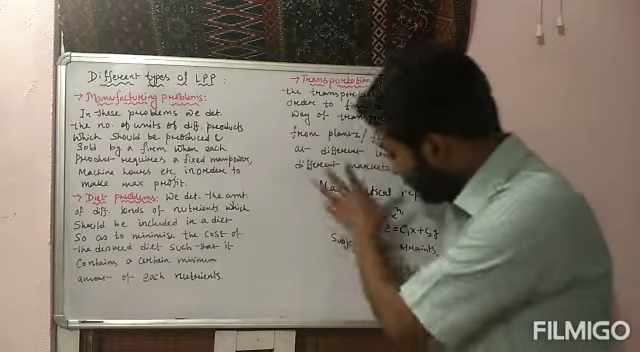 Different types of LPP :
→ Manufacturing problems:
In these problems we det.
the no. of units of diff. products
which should be produced &
sold by a firm when each
product requires a fixed manpower,
Machine hours etc. in order to
make max profit.
→ Diet problems: We det. the amt.
of diff. kinds of nutrients which
should be included in a diet
so as to minimise the cost of
the desired diet such that it
contains a certain minimum
amount of each nutrients.
→ Transportation
the transportat
order to
way of transp
from plants/
at different
different markets
rep
Z = C₁x + C₂y
Subj
FILMIGO